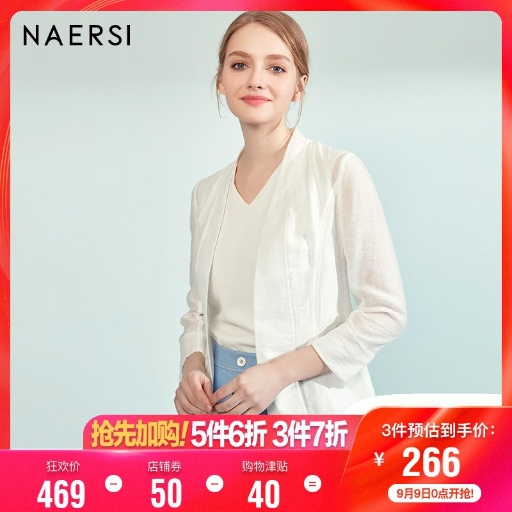 NAERSI
抢先加购! 5件6折 3件7折
3件预估到手价:
¥ 266
9月9日0点开抢!
狂欢价 店铺券 购物津贴
469 - 50 - 40 =